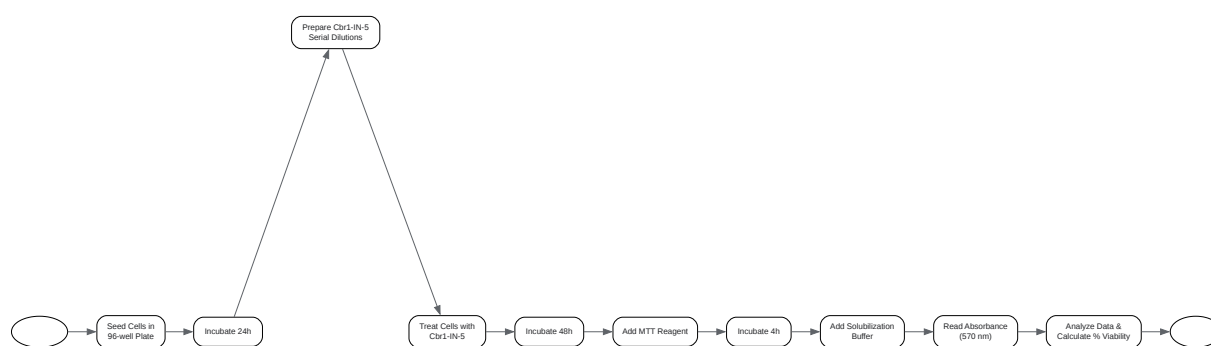 Prepare Cbr1-IN-5
Serial Dilutions
Seed Cells in
96-well Plate
Incubate 24h
Treat Cells with
Cbr1-IN-5
Incubate 48h
Add MTT Reagent
Incubate 4h
Add Solubilization
Buffer
Read Absorbance
(570 nm)
Analyze Data &
Calculate % Viability